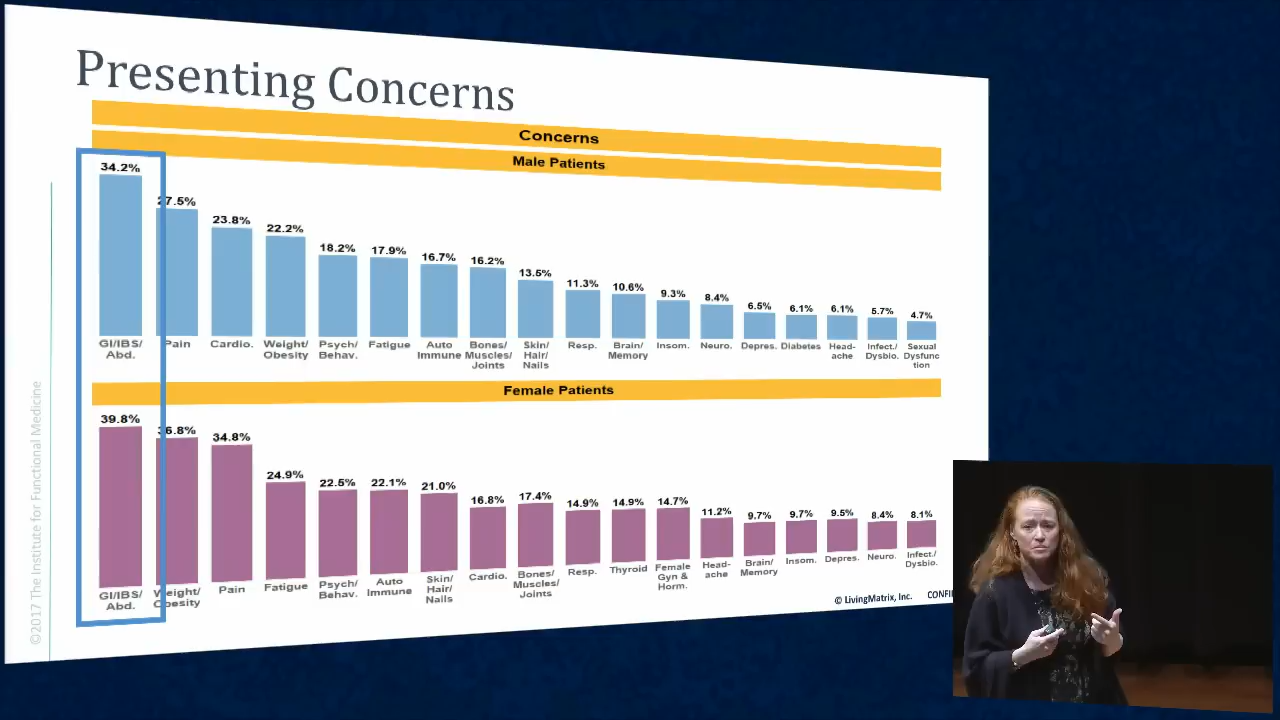 Presenting Concerns
Concerns
Male Patients
34.2%
27.5%
23.8%
22.2%
18.2%
17.9%
16.7%
16.2%
13.5%
11.3%
10.6%
9.3%
8.4%
6.5%
6.1%
6.1%
5.7%
4.7%
GI/IBS/
Abd.
Pain
Cardio.
Weight/
Obesity
Psych/
Behav.
Fatigue
Auto
Immune
Bones/
Muscles/
Joints
Skin/
Hair/
Nails
Resp.
Brain/
Memory
Insom.
Neuro.
Depres.
Diabetes
Head-
ache
Infect./
Dysbio.
Sexual
Dysfunc
tion
Female Patients
39.8%
36.8%
34.8%
24.9%
22.5%
22.1%
21.0%
16.8%
17.4%
14.9%
14.9%
14.7%
11.2%
9.7%
9.7%
9.5%
8.4%
8.1%
GI/IBS/
Abd.
Weight/
Obesity
Pain
Fatigue
Psych/
Behav.
Auto
Immune
Skin/
Hair/
Nails
Cardio.
Bones/
Muscles/
Joints
Resp.
Thyroid
Female
Gyn &
Horm.
Head-
ache
Brain/
Memory
Insom.
Depres.
Neuro.
Infect./
Dysbio.
© LivingMatrix, Inc.
©2017 The Institute for Functional Medicine